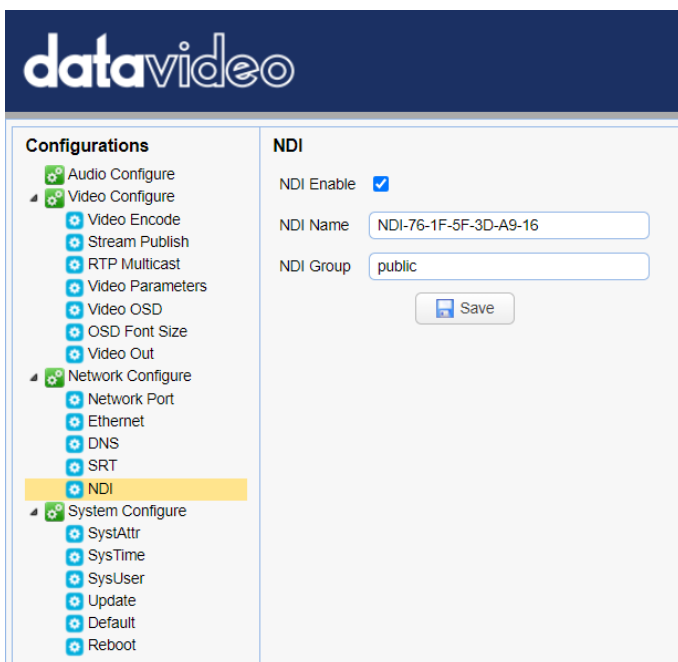 datavideo
Configurations
Audio Configure
Video Configure
Video Encode
Stream Publish
RTP Multicast
Video Parameters
Video OSD
OSD Font Size
Video Out
Network Configure
Network Port
Ethernet
DNS
SRT
NDI
System Configure
SystAttr
SysTime
SysUser
Update
Default
Reboot
NDI
NDI Enable
NDI Name NDI-76-1F-5F-3D-A9-16
NDI Group public
Save